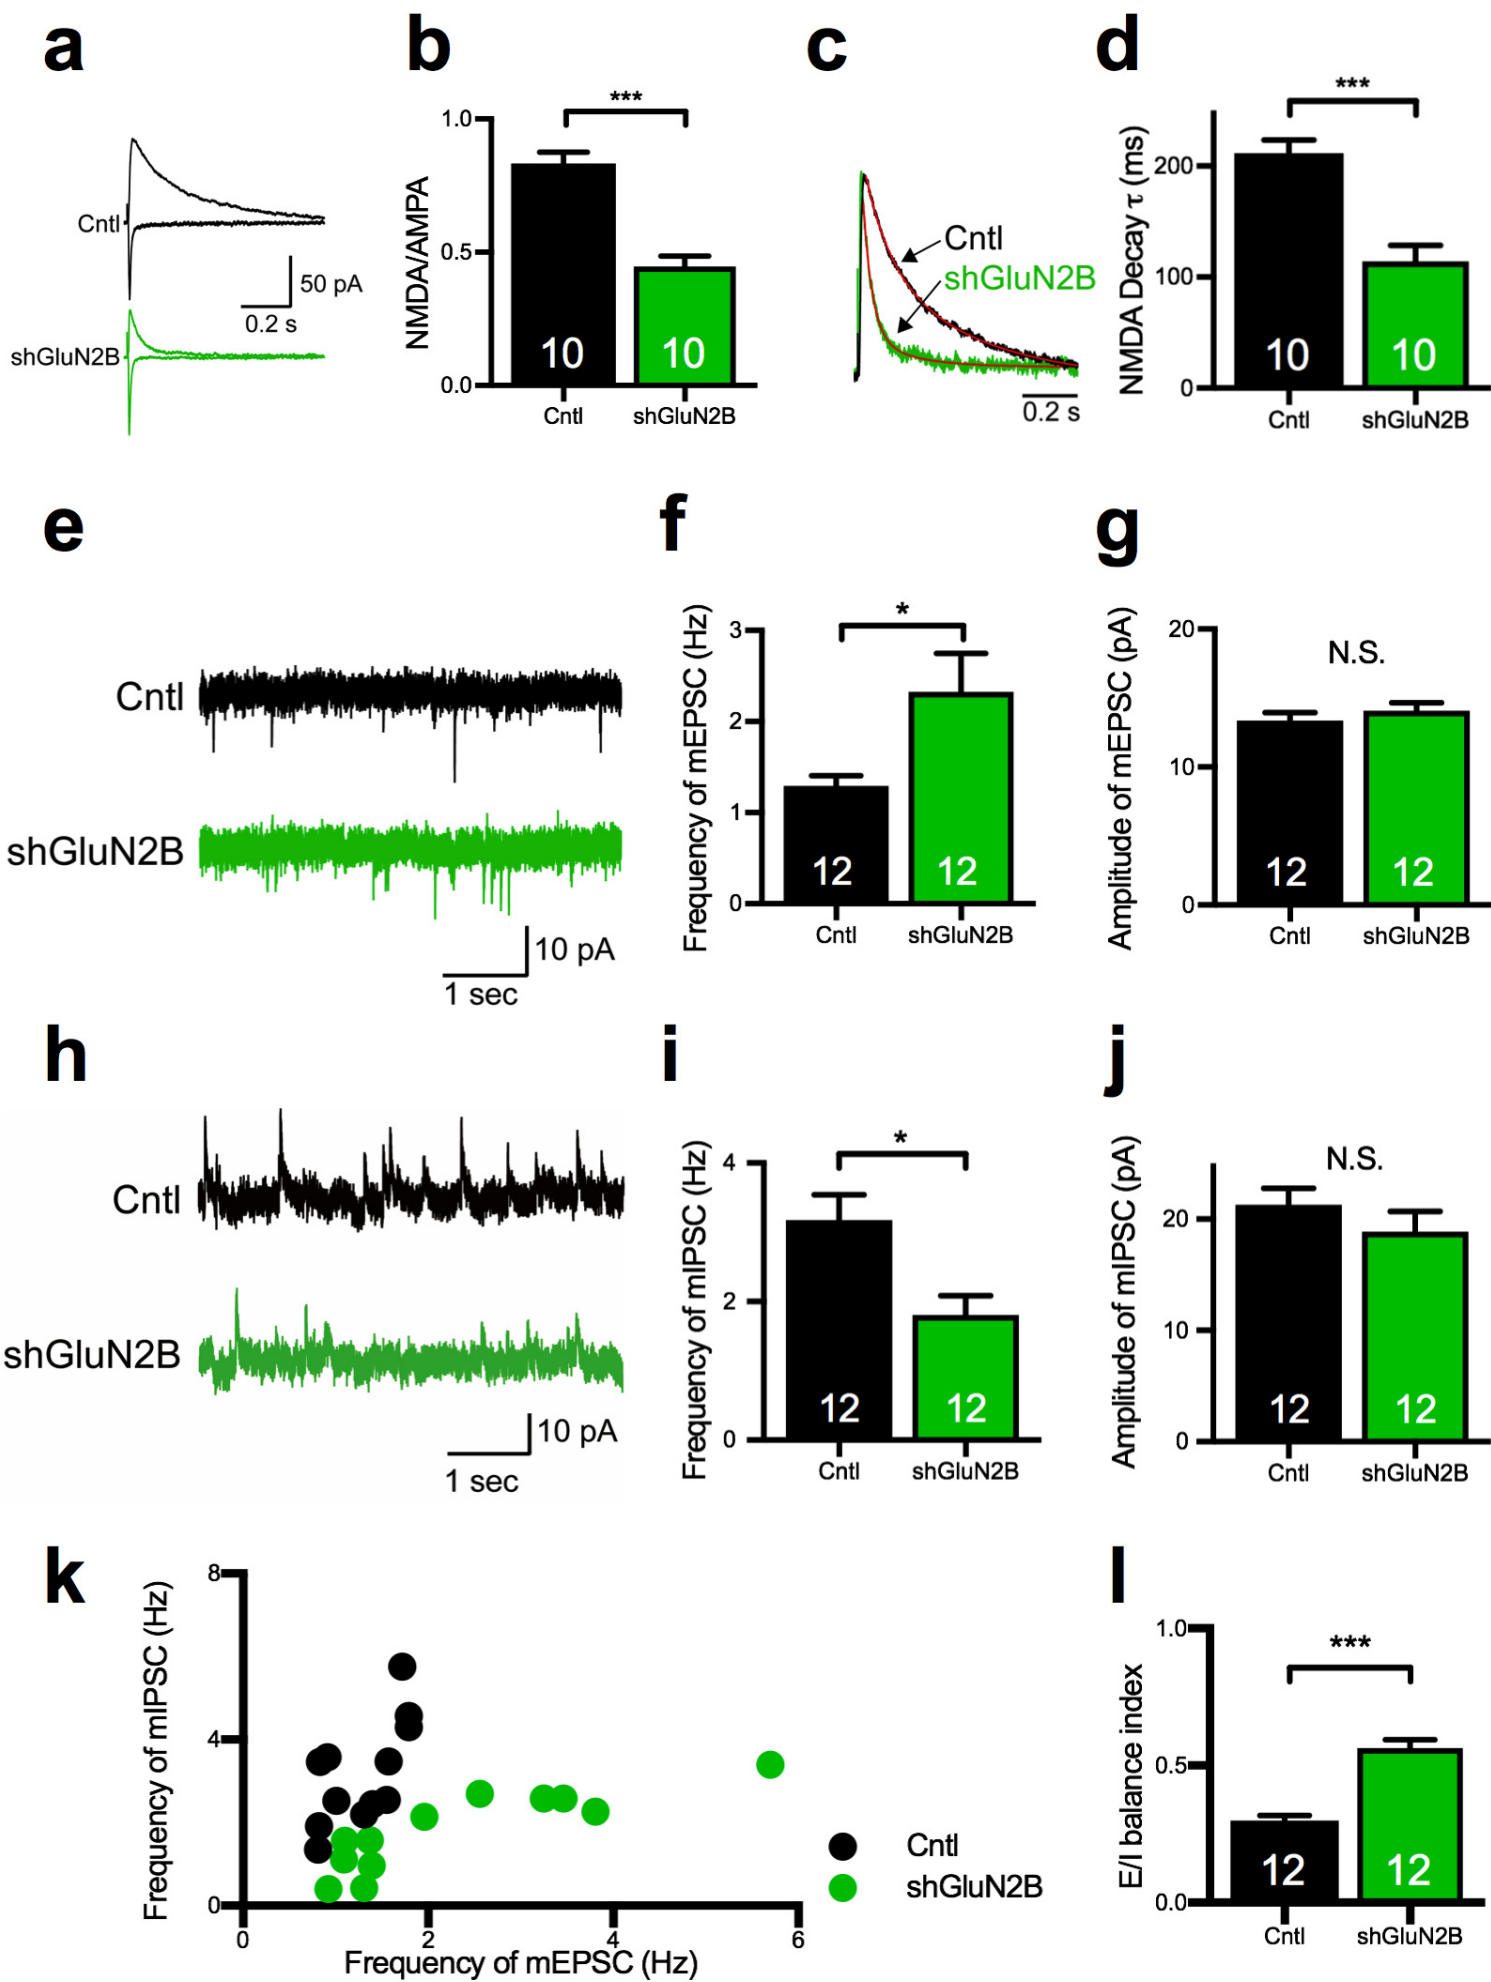 a
Cntl
50 pA
0.2 s
shGluN2B
b
***
NMDA/AMPA
1.0
0.5
0.0
10
10
Cntl
shGluN2B
c
Cntl
shGluN2B
0.2 s
d
***
NMDA Decay τ (ms)
200
100
0
10
10
Cntl
shGluN2B
e
Cntl
shGluN2B
10 pA
1 sec
f
*
Frequency of mEPSC (Hz)
3
2
1
0
12
12
Cntl
shGluN2B
g
N.S.
Amplitude of mEPSC (pA)
20
10
0
12
12
Cntl
shGluN2B
h
Cntl
shGluN2B
10 pA
1 sec
i
*
Frequency of mIPSC (Hz)
4
2
0
12
12
Cntl
shGluN2B
j
N.S.
Amplitude of mIPSC (pA)
20
10
0
12
12
Cntl
shGluN2B
k
Frequency of mIPSC (Hz)
8
4
0
0
2
4
6
Frequency of mEPSC (Hz)
Cntl
shGluN2B
l
***
E/I balance index
1.0
0.5
0.0
12
12
Cntl
shGluN2B